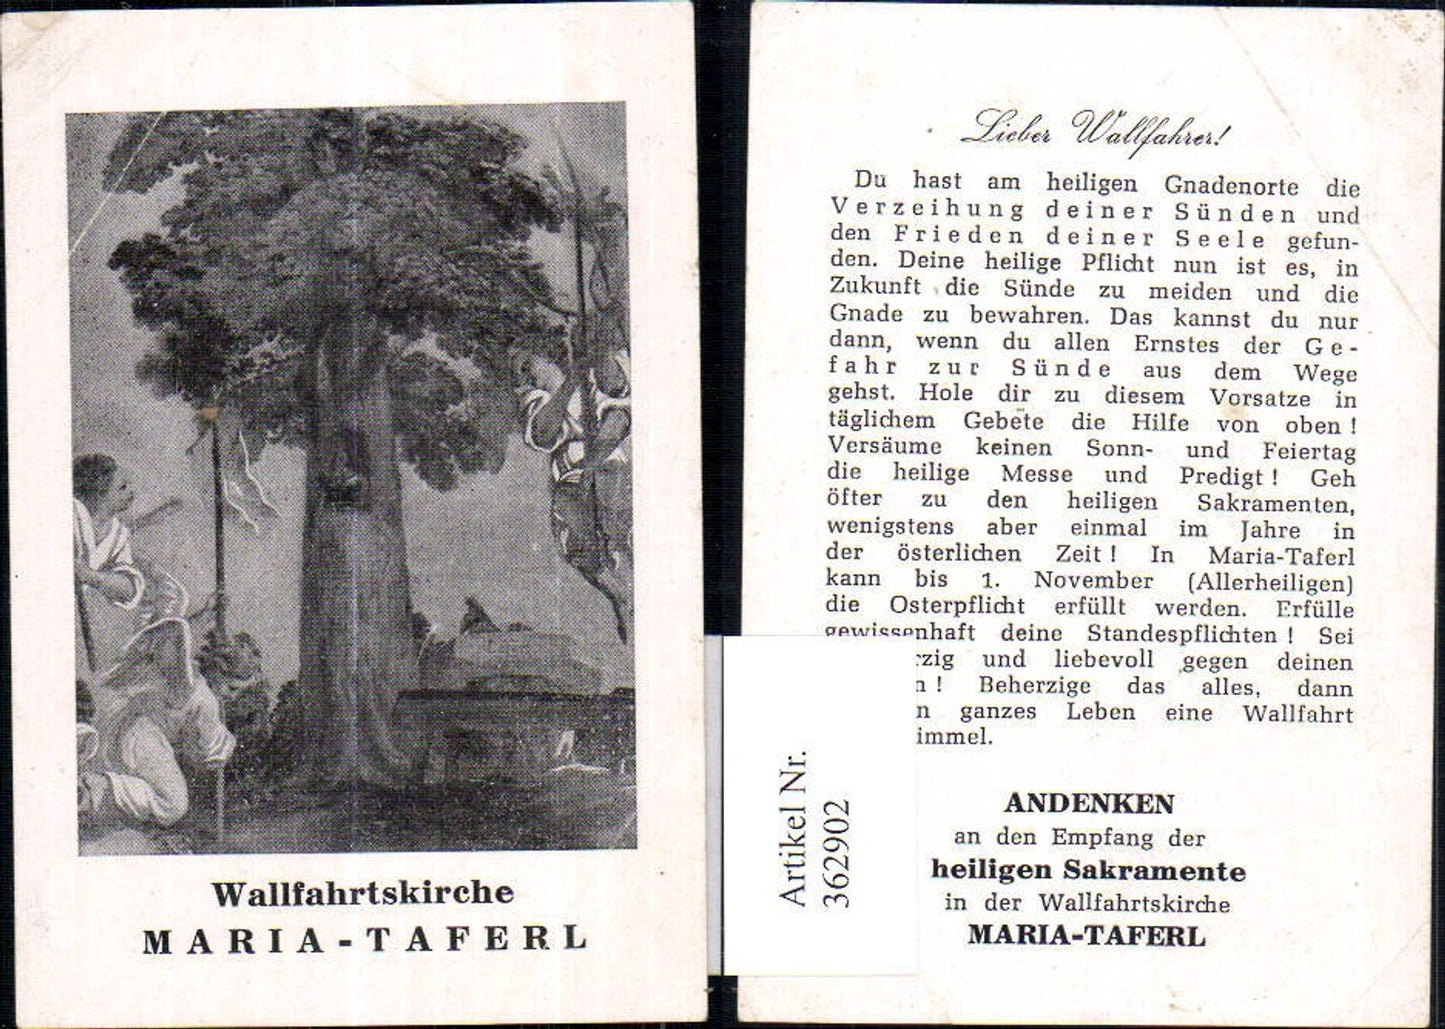 Wallfahrtskirche
MARIA-TAFERL
Lieber Wallfahrer!
Du hast am heiligen Gnadenorte die
Verzeihung deiner Sünden und
den Frieden deiner Seele gefun-
den. Deine heilige Pflicht nun ist es, in
Zukunft die Sünde zu meiden und die
Gnade zu bewahren. Das kannst du nur
dann, wenn du allen Ernstes der Ge-
fahr zur Sünde aus dem Wege
gehst. Hole dir zu diesem Vorsatze in
täglichem Gebete die Hilfe von oben!
Versäume keinen Sonn- und Feiertag
die heilige Messe und Predigt! Geh
öfter zu den heiligen Sakramenten,
wenigstens aber einmal im Jahre in
der österlichen Zeit! In Maria-Taferl
kann bis 1. November (Allerheiligen)
die Osterpflicht erfüllt werden. Erfülle
gewissenhaft deine Standespflichten! Sei
und liebevoll gegen deinen
! Beherzige das alles, dann
ganzes Leben eine Wallfahrt
immel.
ANDENKEN
an den Empfang der
heiligen Sakramente
in der Wallfahrtskirche
MARIA-TAFERL
Artikel Nr.
362902